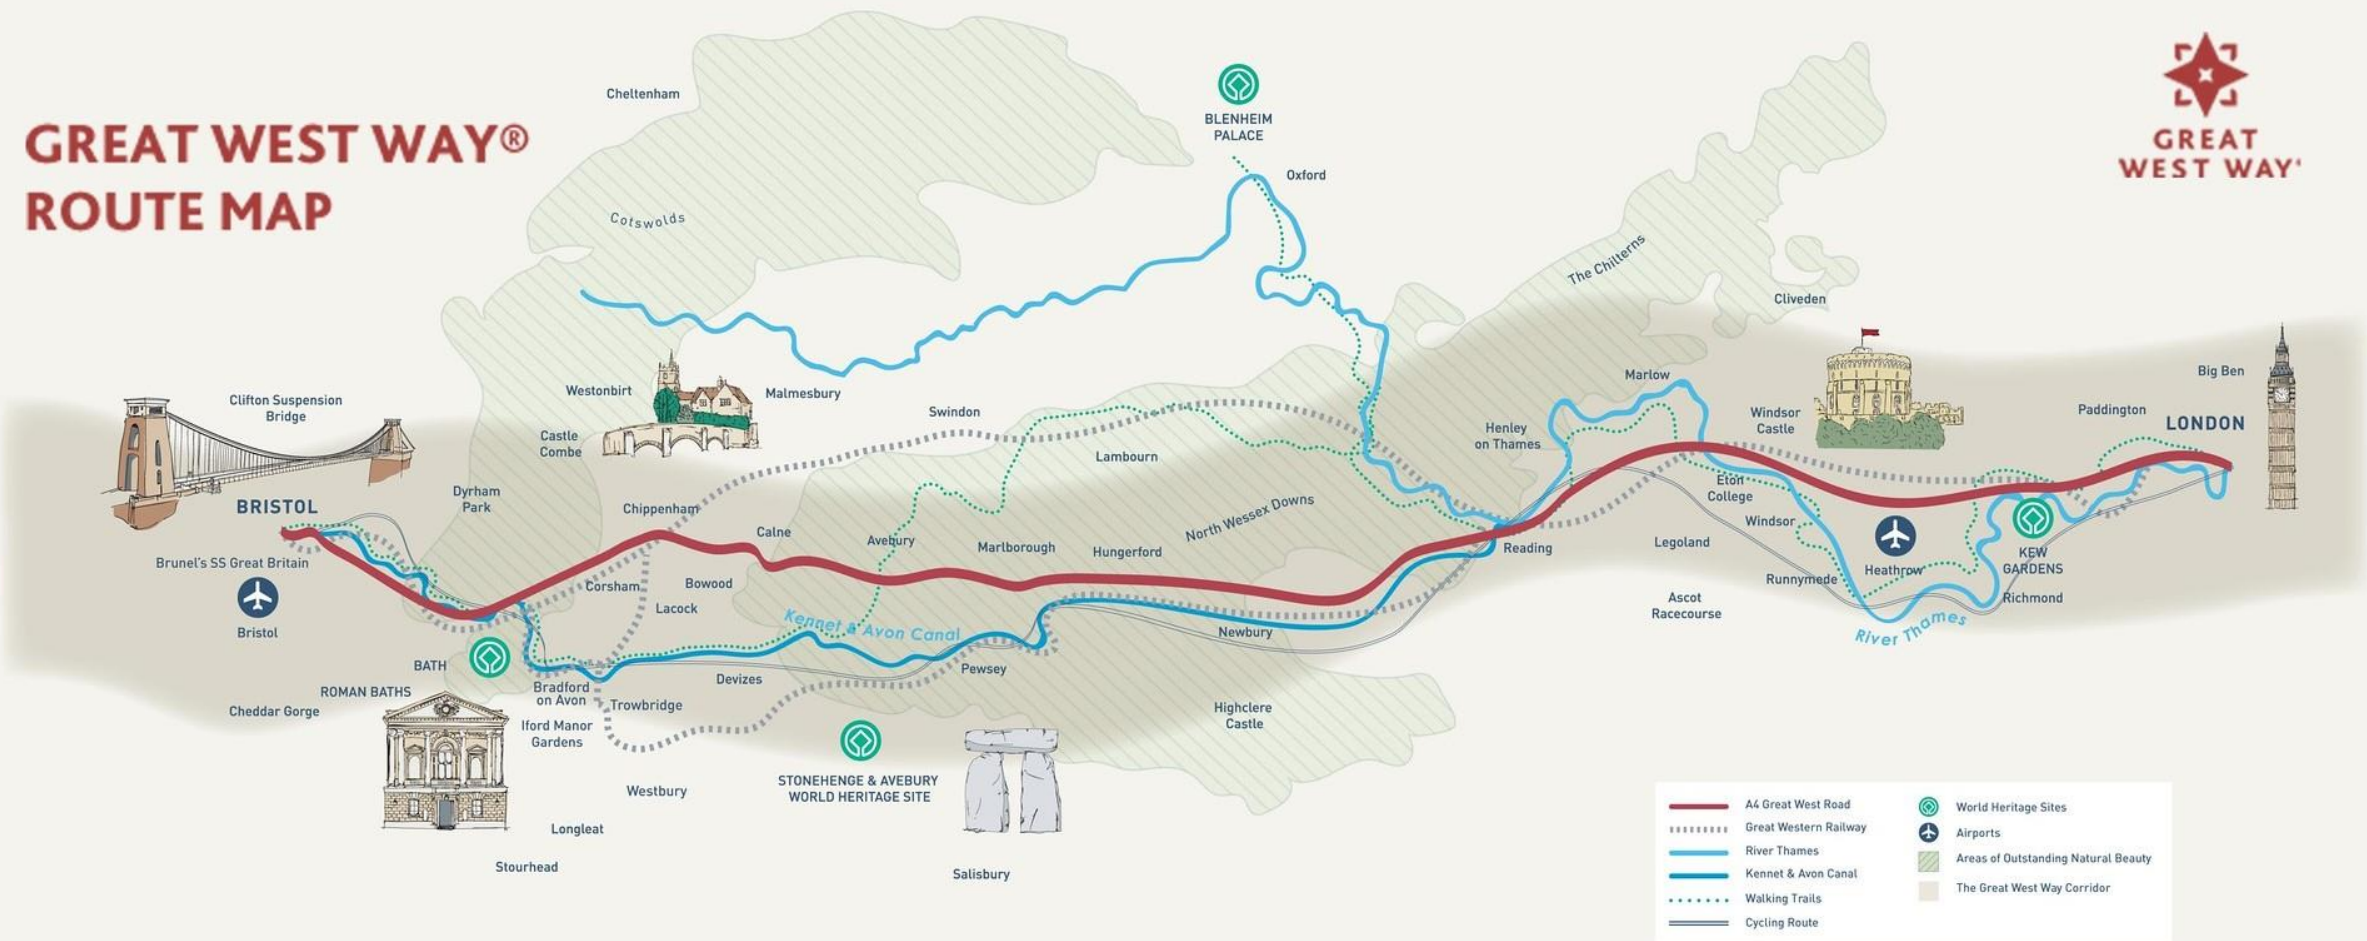 GREAT WEST WAY®
ROUTE MAP
GREAT
WEST WAY
Cheltenham
BLENHEIM
PALACE
Oxford
Cotswolds
The Chilterns
Cliveden
Westonbirt
Malmesbury
Clifton Suspension
Bridge
Castle
Combe
Swindon
Lambourn
Henley
on Thames
Marlow
Windsor
Castle
Big Ben
Paddington
LONDON
BRISTOL
Dyrham
Park
Chippenham
Calne
Avebury
Marlborough
Hungerford
North Wessex Downs
Reading
Eton
College
Windsor
Legoland
Runnymede
Heathrow
KEW
GARDENS
Richmond
Ascot
Racecourse
River Thames
Brunel's SS Great Britain
Bristol
Corsham
Bowood
Lacock
Kennet & Avon Canal
Newbury
Pewsey
Devizes
BATH
ROMAN BATHS
Bradford
on Avon
Trowbridge
Iford Manor
Gardens
Cheddar Gorge
Highclere
Castle
STONEHENGE & AVEBURY
WORLD HERITAGE SITE
Westbury
Longleat
Stourhead
Salisbury
A4 Great West Road
Great Western Railway
River Thames
Kennet & Avon Canal
Walking Trails
Cycling Route
World Heritage Sites
Airports
Areas of Outstanding Natural Beauty
The Great West Way Corridor